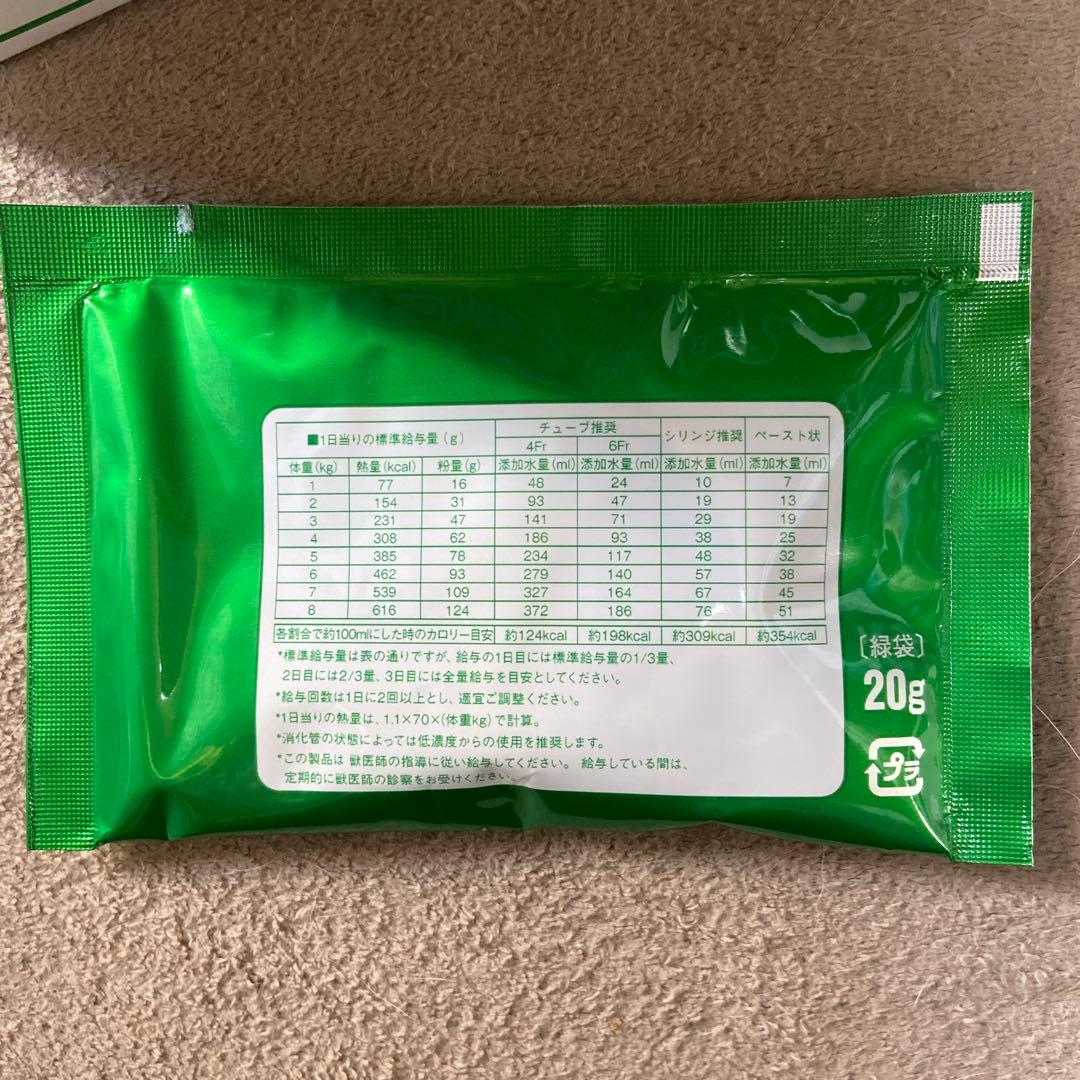 ■1日当りの標準給与量(g) チューブ推奨 シリンジ推奨 ペースト状
4Fr 6Fr
体重(kg) 熱量(kcal) 粉量(g) 添加水量(ml) 添加水量(ml) 添加水量(ml) 添加水量(ml)
1 77 16 48 24 10 7
2 154 31 93 47 19 13
3 231 47 141 71 29 19
4 308 62 186 93 38 25
5 385 78 234 117 48 32
6 462 93 279 140 57 38
7 539 109 327 164 67 45
8 616 124 372 186 76 51
各割合で約100mlにした時のカロリー目安 約124kcal 約198kcal 約309kcal 約354kcal
*標準給与量は表の通りですが、給与の1日目には標準給与量の1/3量、
2日目には2/3量、3日目には全量給与を目安としてください。
*給与回数は1日に2回以上とし、適宜ご調整ください。
*1日当りの熱量は、1.1×70×(体重kg)で計算。
*消化管の状態によっては低濃度からの使用を推奨します。
*この製品は 獣医師の指導に従い給与してください。 給与している間は、
定期的に獣医師の診察をお受けください。
〔緑袋〕
20g
プラ